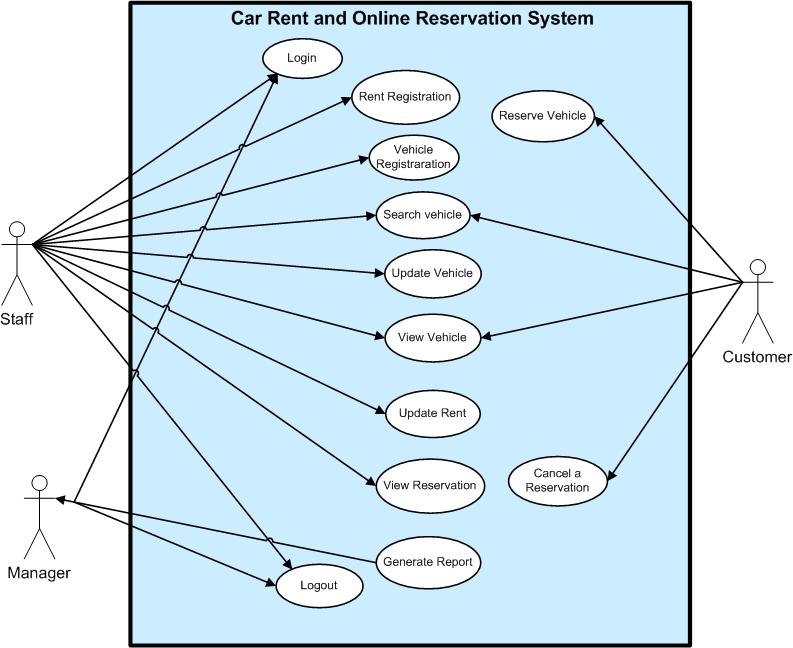 Car Rent and Online Reservation System
Login
Rent Registration
Reserve Vehicle
Vehicle
Registraration
Search vehicle
Update Vehicle
Staff
View Vehicle
Customer
Update Rent
View Reservation
Cancel a
Reservation
Manager
Generate Report
Logout